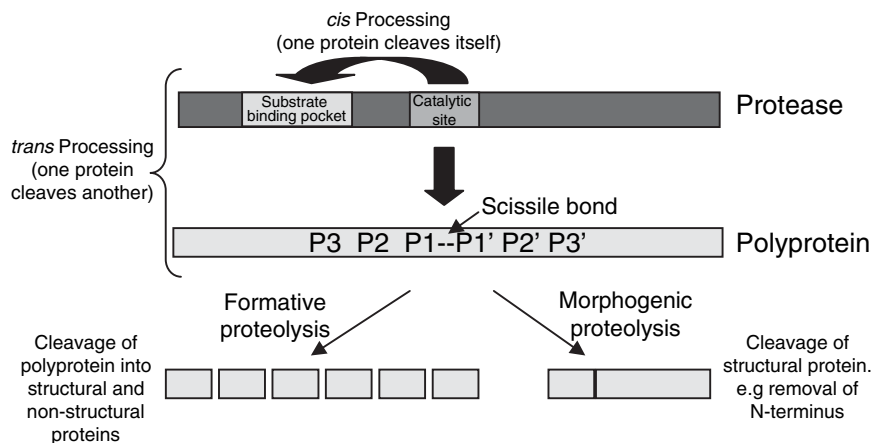 cis Processing
(one protein cleaves itself)
Substrate
binding pocket
Catalytic
site
Protease
trans Processing
(one protein
cleaves another)
Scissile bond
P3 P2 P1--P1' P2' P3'
Polyprotein
Formative
proteolysis
Morphogenic
proteolysis
Cleavage of
polyprotein into
structural and
non-structural
proteins
Cleavage of
structural protein.
e.g removal of
N-terminus